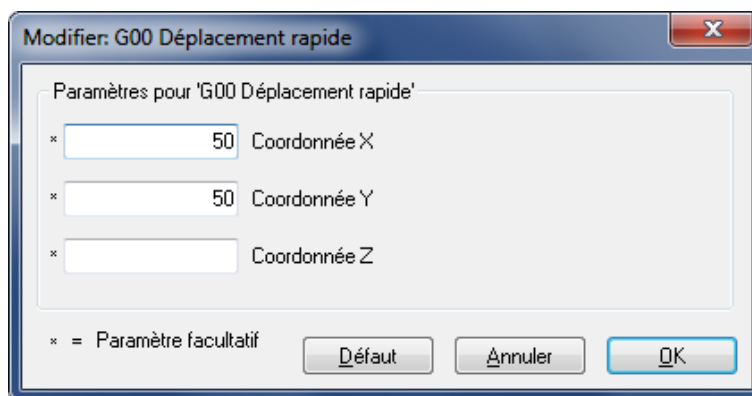 Modifier: G00 Déplacement rapide
Paramètres pour 'G00 Déplacement rapide'
* 50 Coordonnée X
* 50 Coordonnée Y
* Coordonnée Z
* = Paramètre facultatif
Défaut Annuler OK